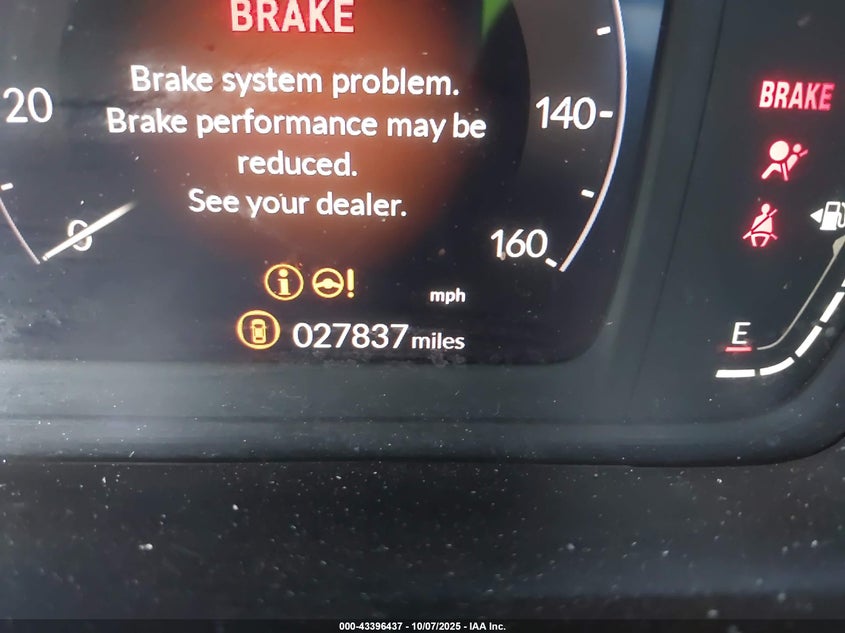 BRAKE
Brake system problem.
Brake performance may be
reduced.
See your dealer.
20
0
140
160
mph
027837 miles
BRAKE
E
000-43396437 - 10/07/2025 - IAA Inc.